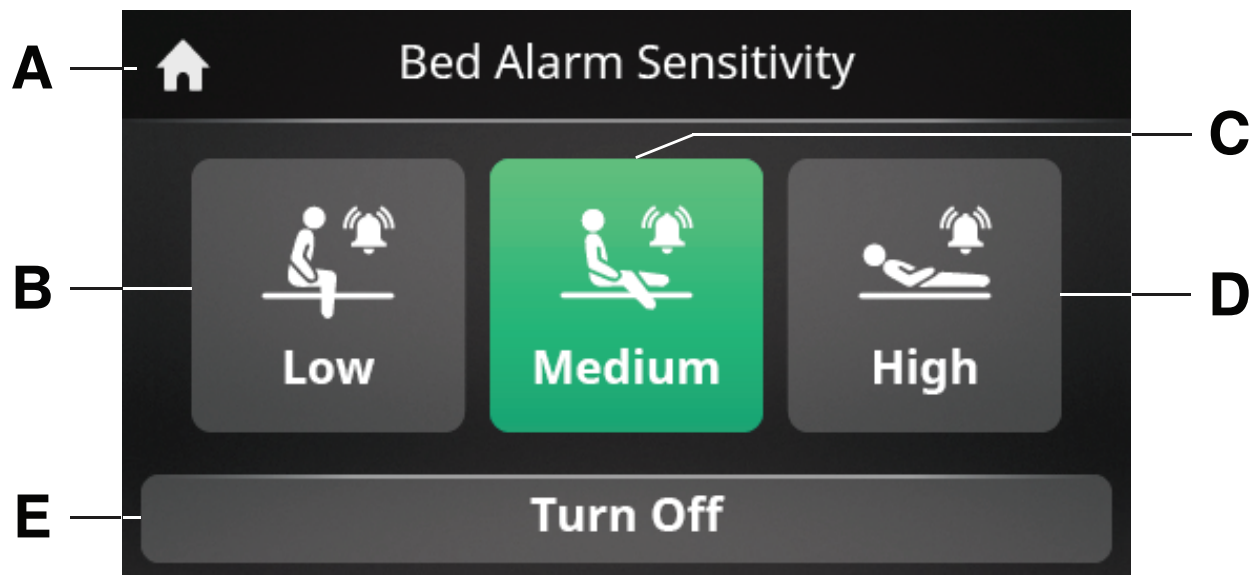 A
Bed Alarm Sensitivity
C
B
D
Low
Medium
High
E
Turn Off